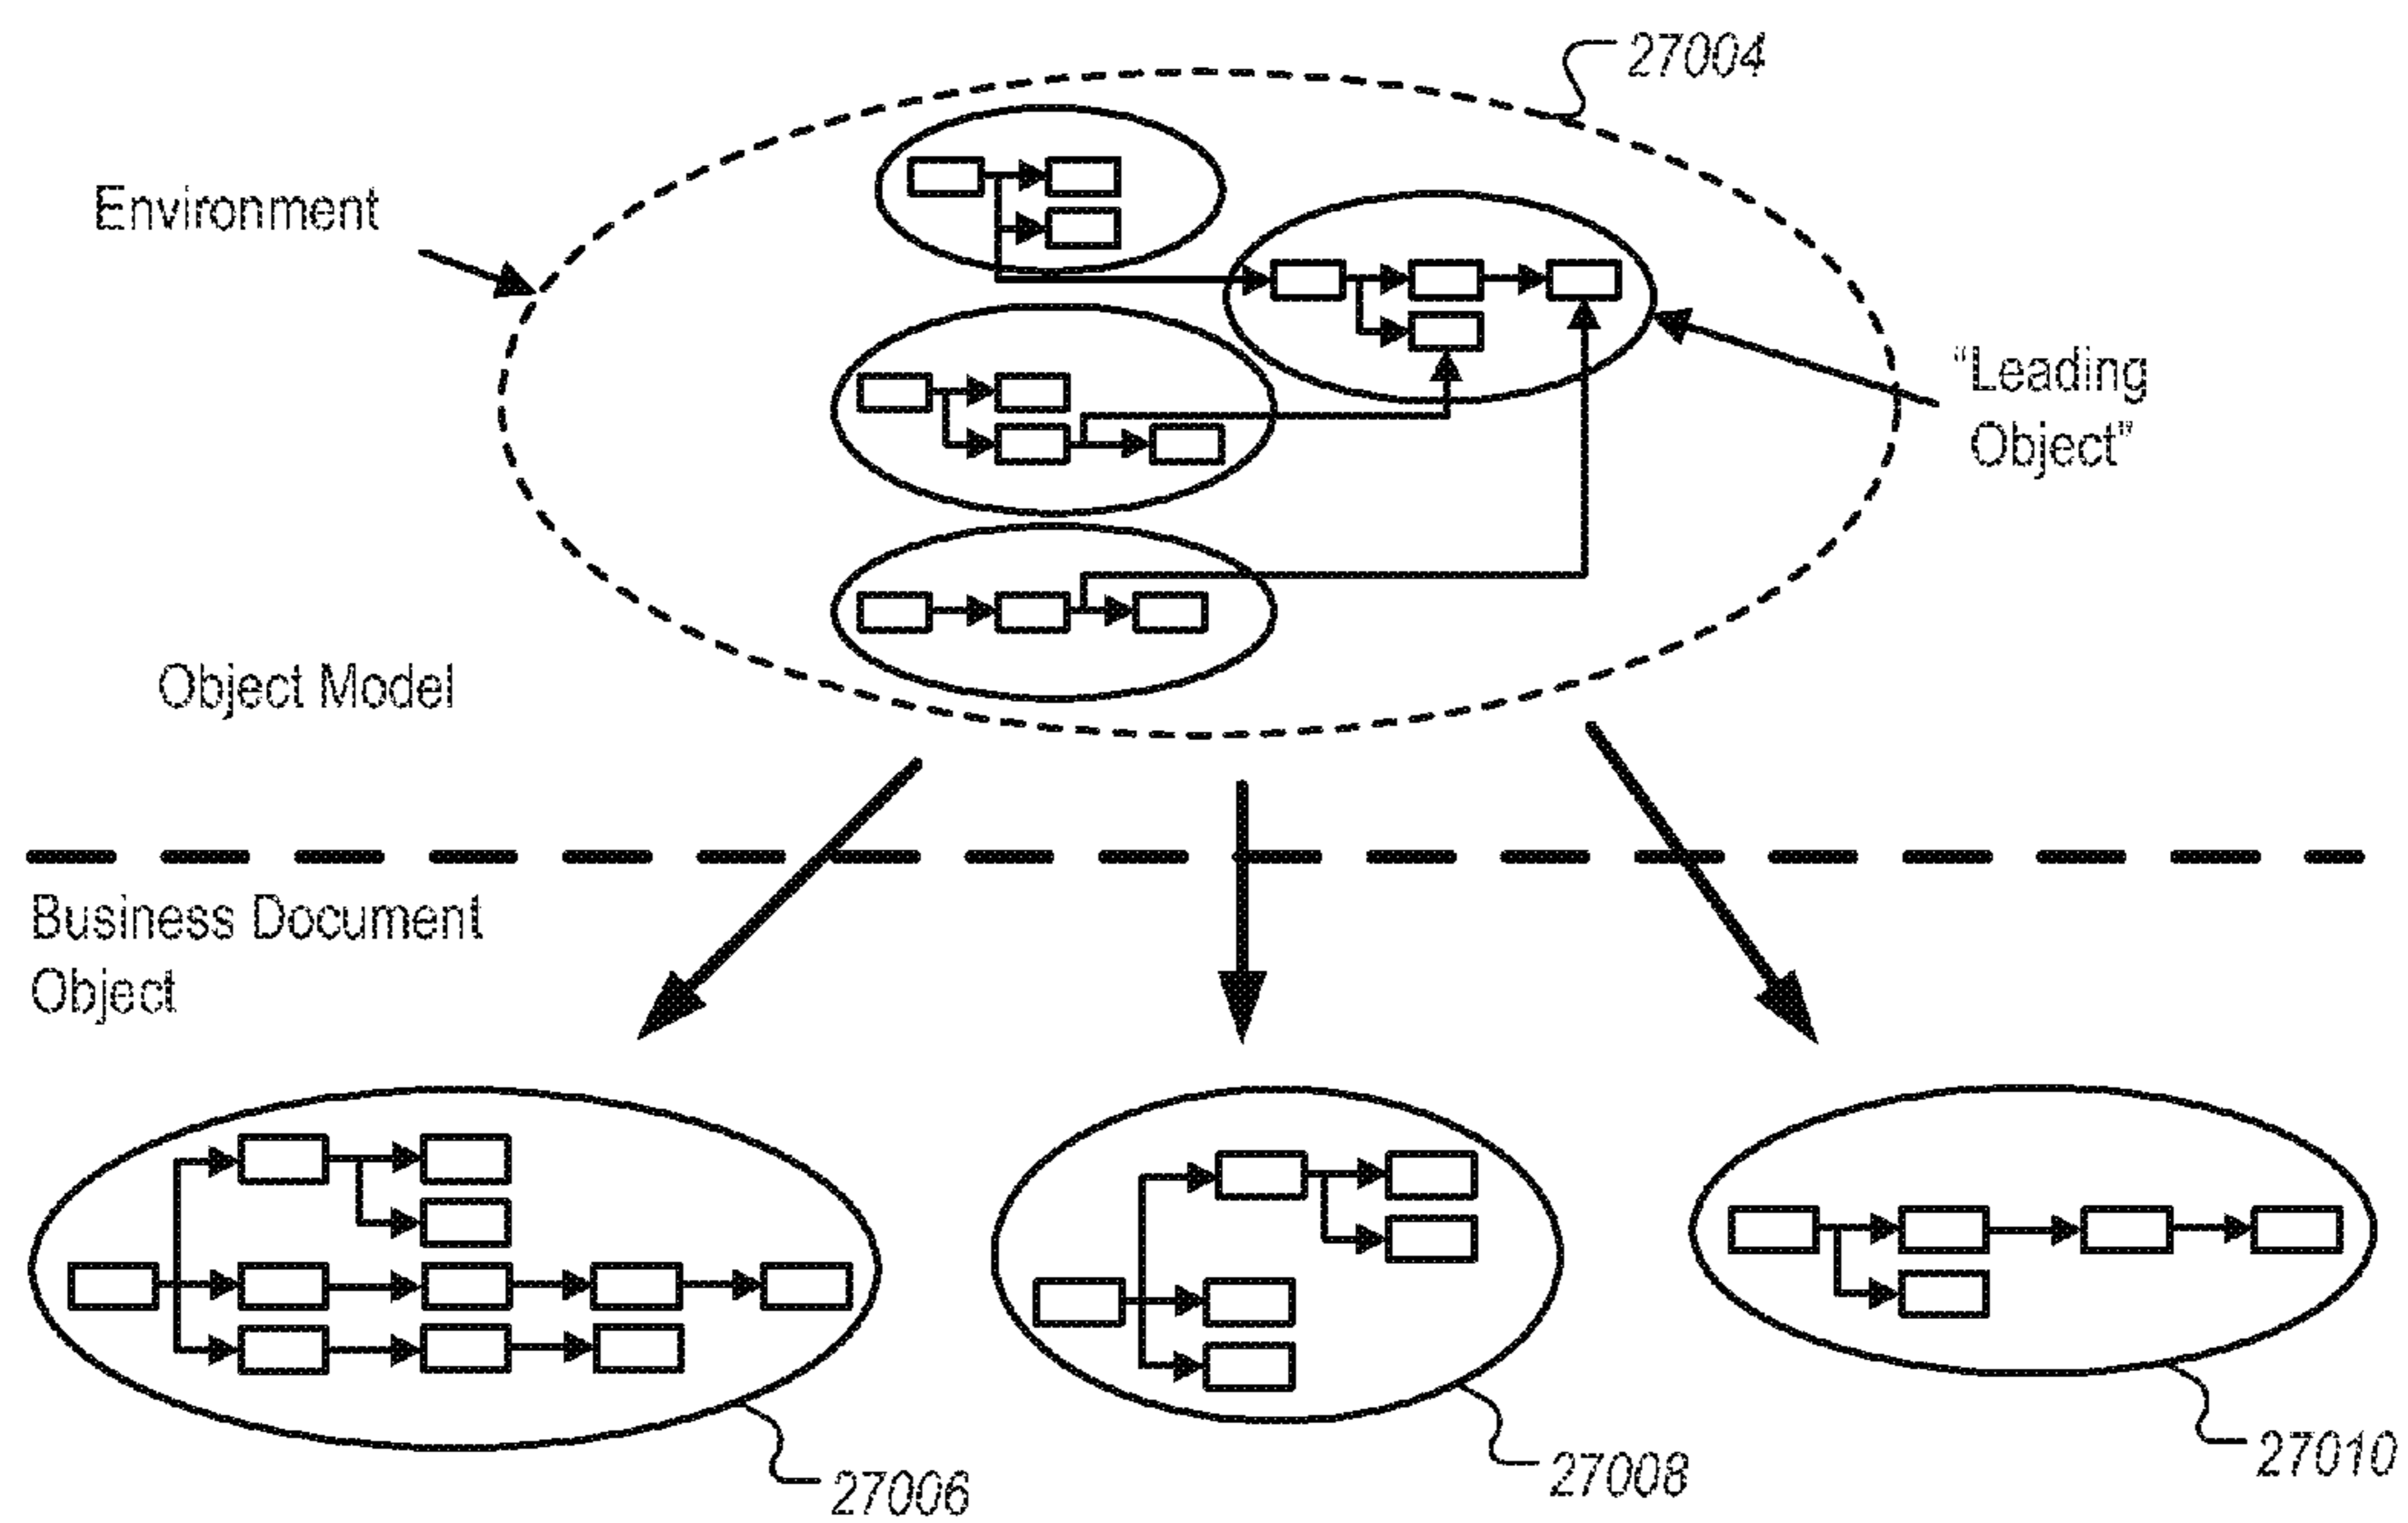 27004
Environment
"Leading
Object"
Object Model
Business Document
Object
27006
27008
27010